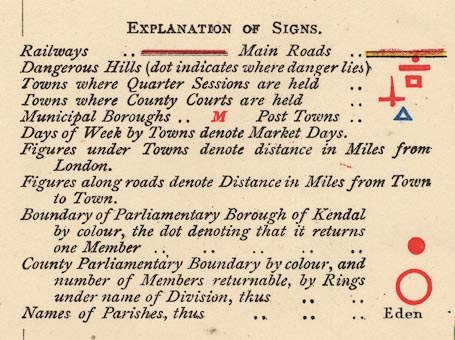 EXPLANATION OF SIGNS.
Railways .. Main Roads ..
Dangerous Hills (dot indicates where danger lies)
Towns where Quarter Sessions are held ..
Towns where County Courts are held ..
Municipal Boroughs .. M Post Towns ..
Days of Week by Towns denote Market Days.
Figures under Towns denote distance in Miles from
London.
Figures along roads denote Distance in Miles from Town
to Town.
Boundary of Parliamentary Borough of Kendal
by colour, the dot denoting that it returns
one Member .. .. .. .. .. ..
County Parliamentary Boundary by colour, and
number of Members returnable, by Rings
under name of Division, thus .. ..
Names of Parishes, thus .. .. .. Eden